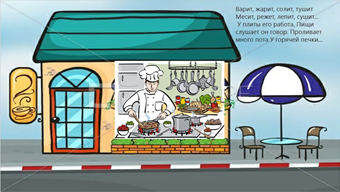 Варит, жарит, солит, тушит
Месит, режет, лепит, сушит...
У плиты его работа, Пищи
слушает он говор. Проливает
много пота У горячей печки...